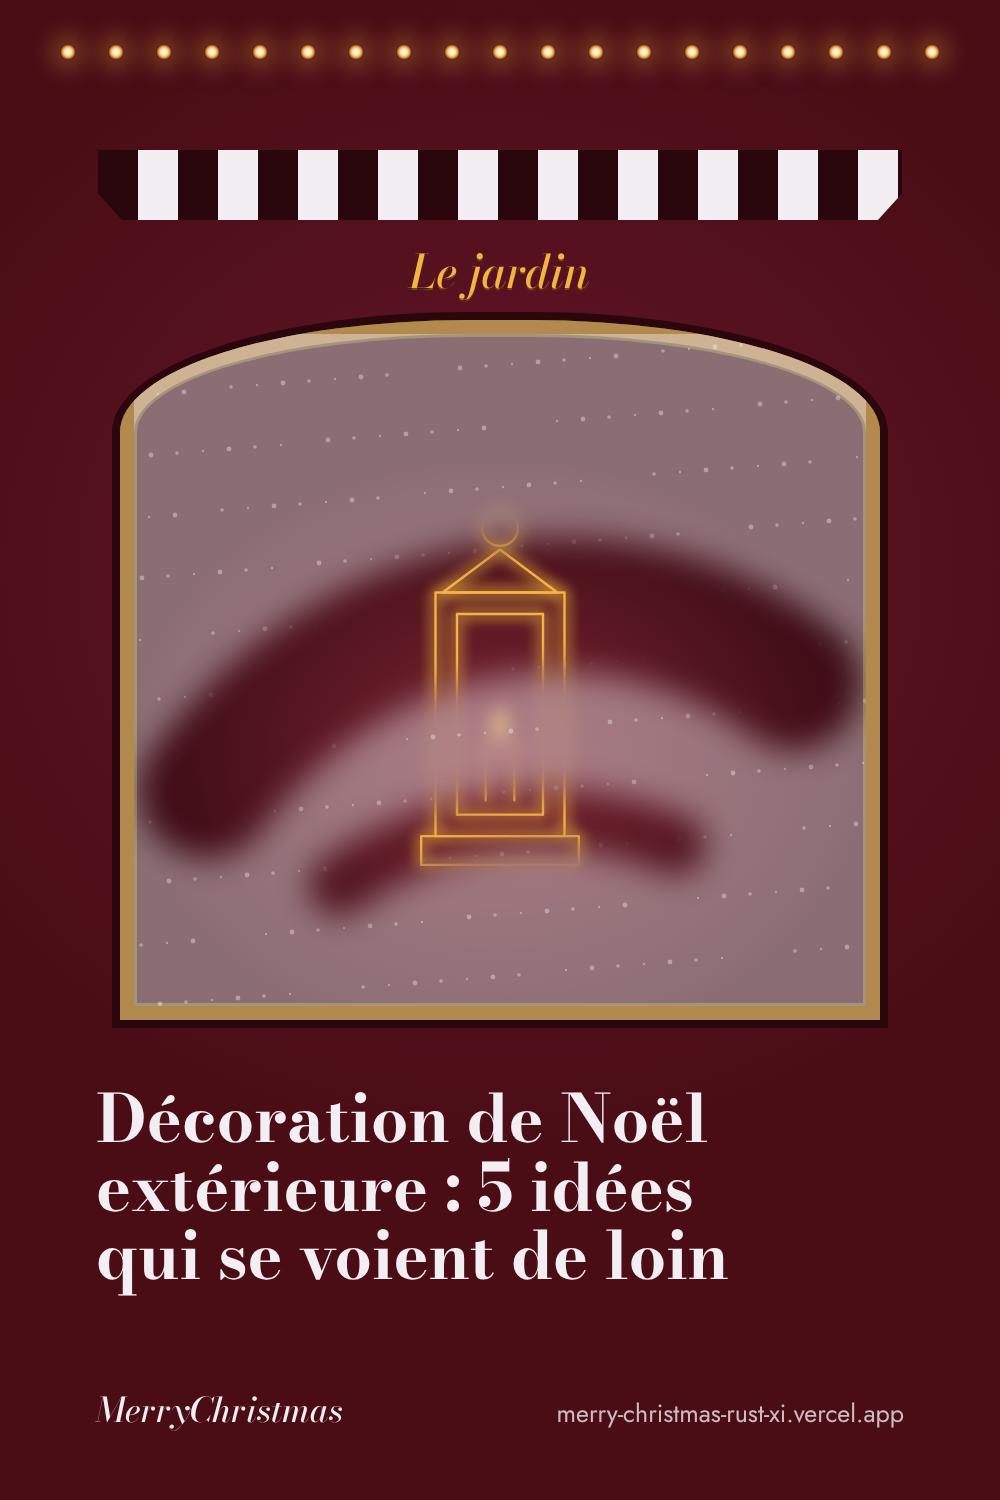 Le jardin
Décoration de Noël
extérieure : 5 idées
qui se voient de loin
MerryChristmas
merry-christmas-rust-xi.vercel.app